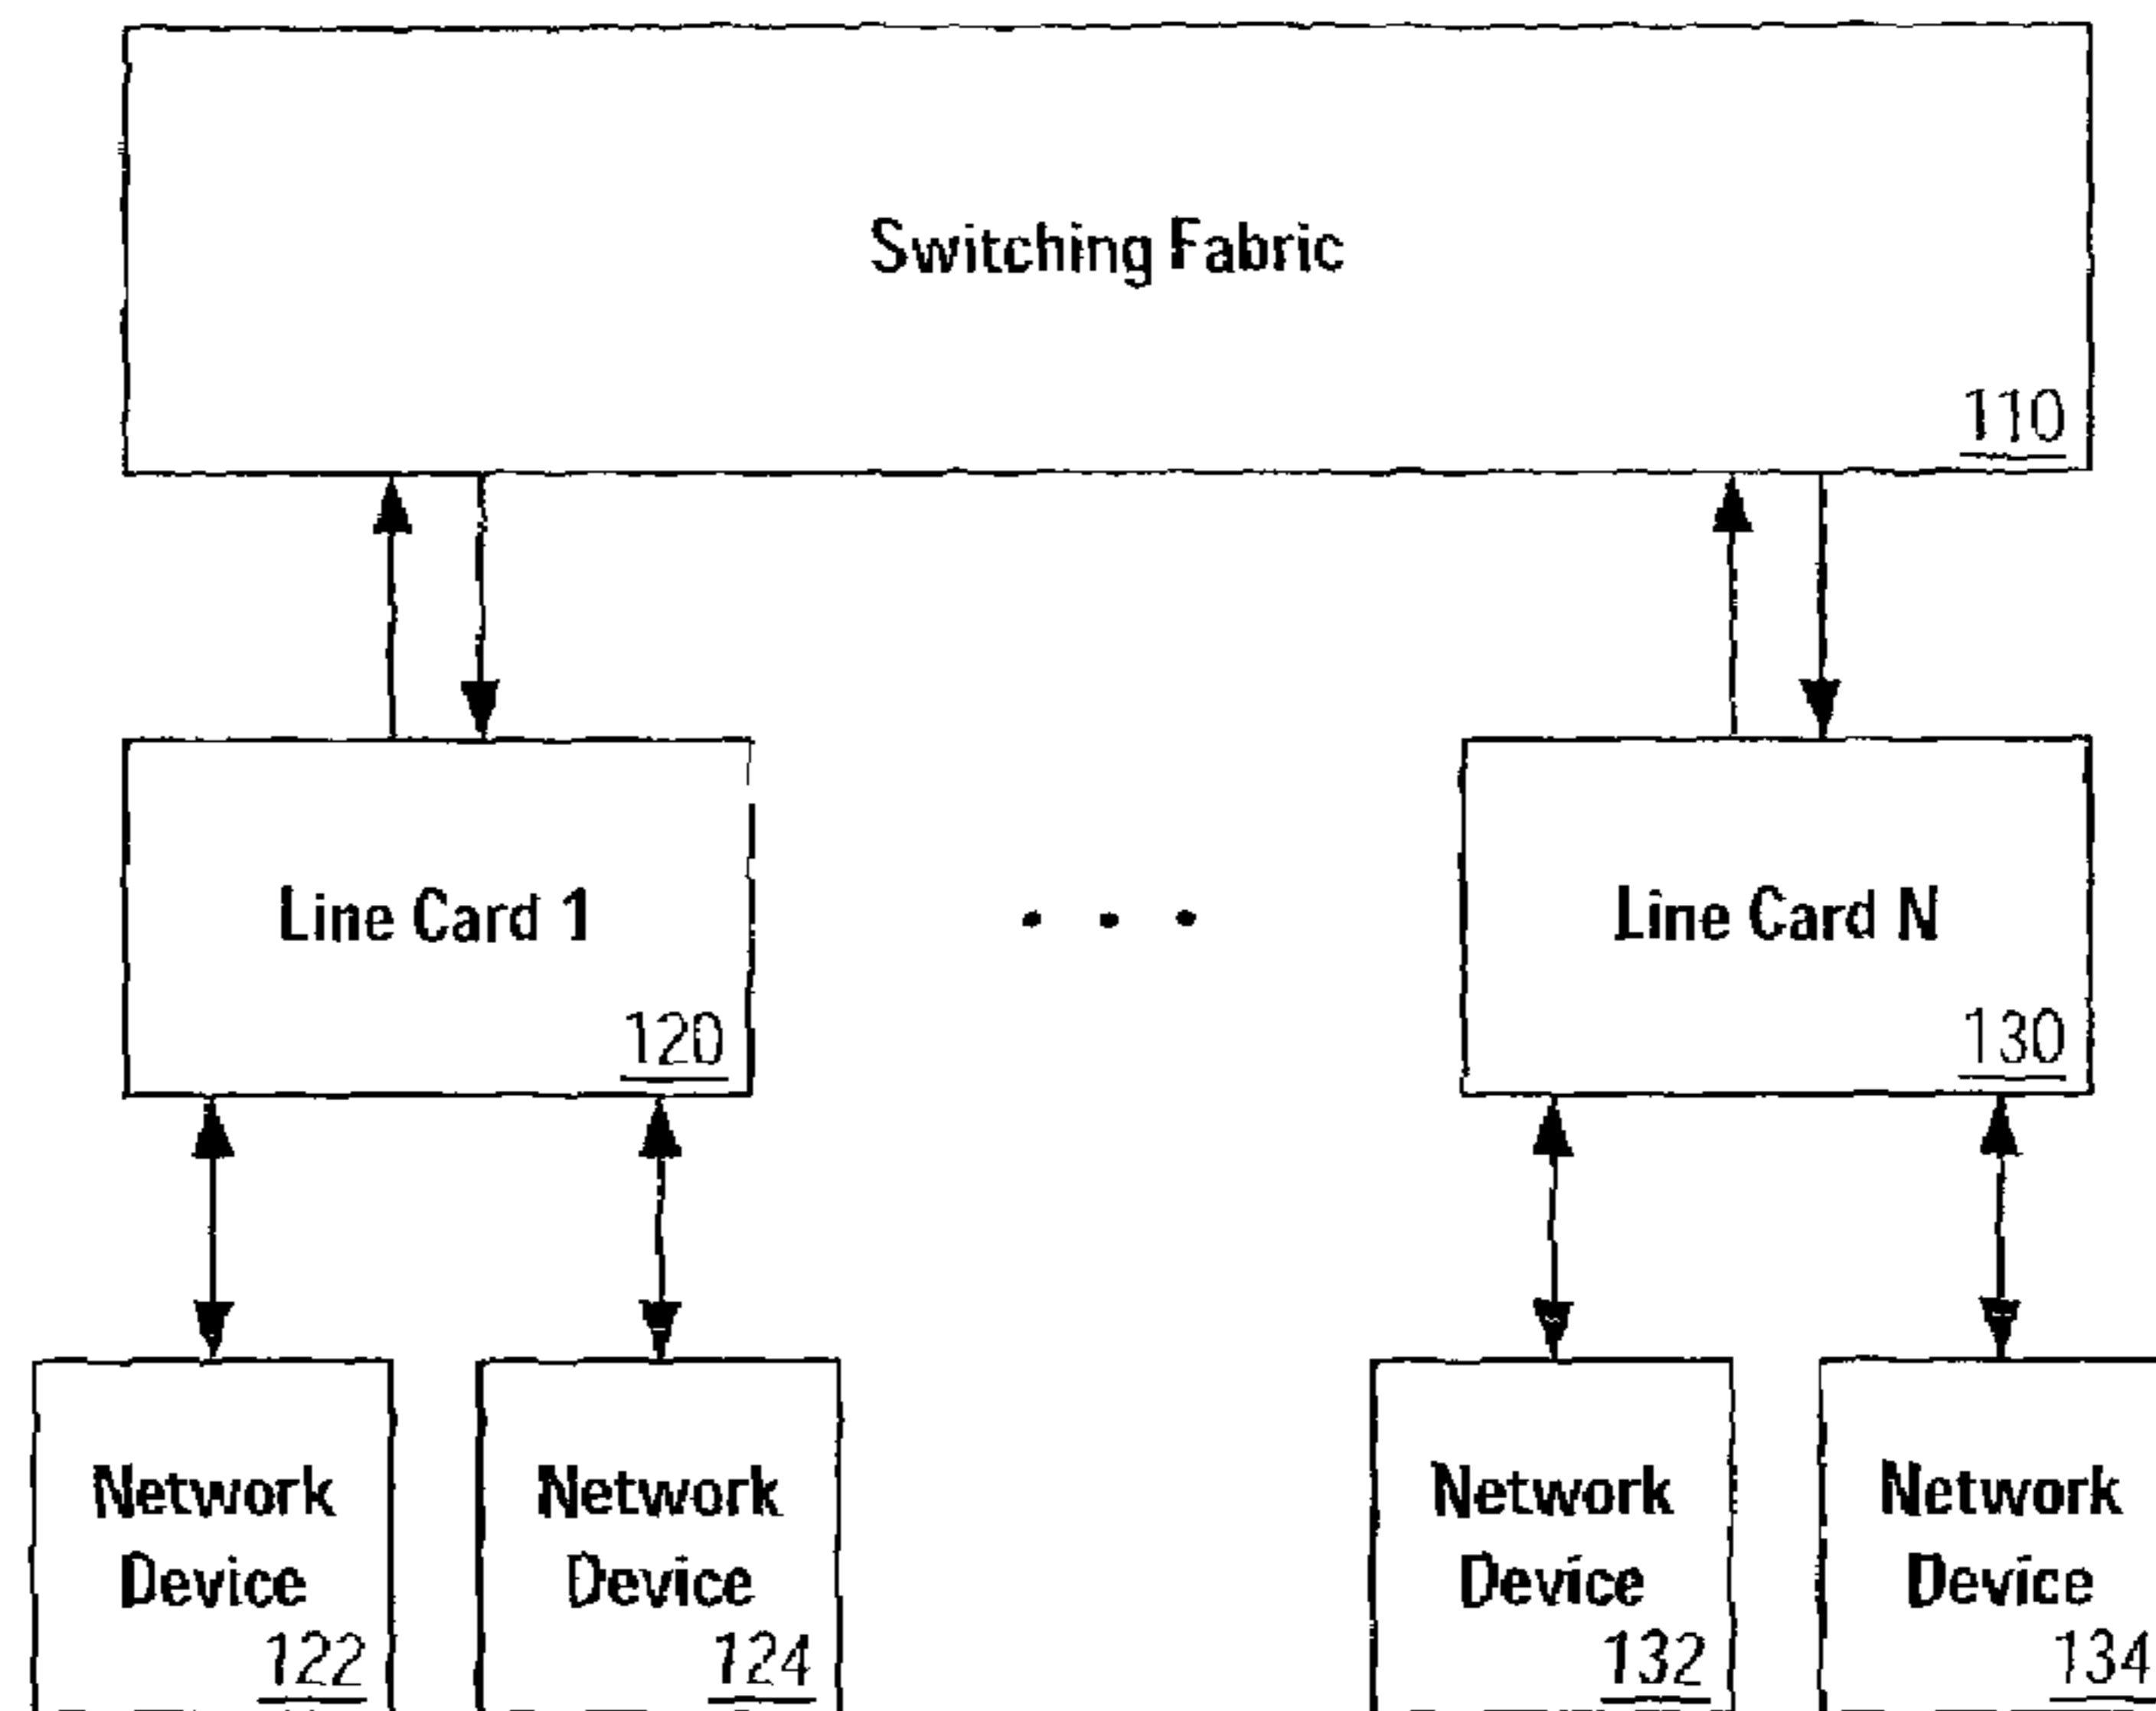 Switching Fabric
110
Line Card 1
120
. . .
Line Card N
130
Network
Device
122
Network
Device
124
Network
Device
132
Network
Device
134